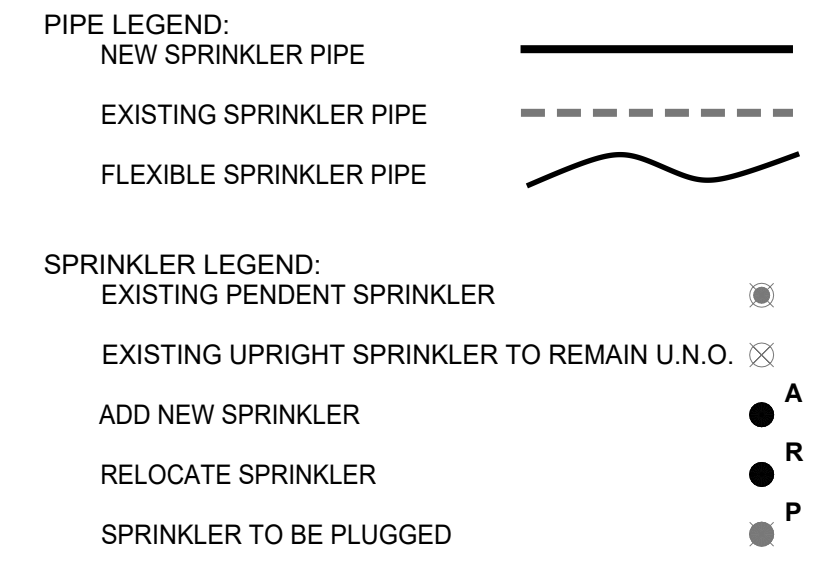 PIPE LEGEND:
NEW SPRINKLER PIPE
EXISTING SPRINKLER PIPE
FLEXIBLE SPRINKLER PIPE
SPRINKLER LEGEND:
EXISTING PENDENT SPRINKLER
EXISTING UPRIGHT SPRINKLER TO REMAIN U.N.O.
ADD NEW SPRINKLER A
RELOCATE SPRINKLER R
SPRINKLER TO BE PLUGGED P